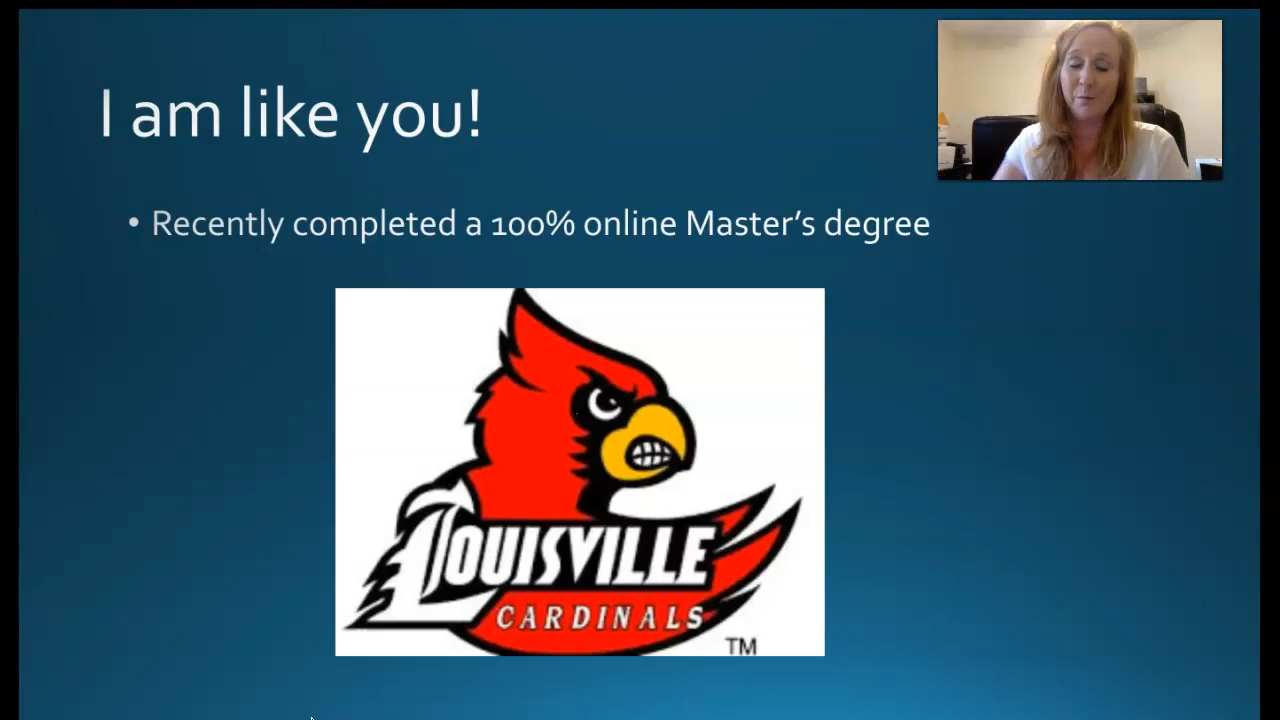 I am like you!
• Recently completed a 100% online Master's degree
LOUISVILLE
CARDINALS
TM